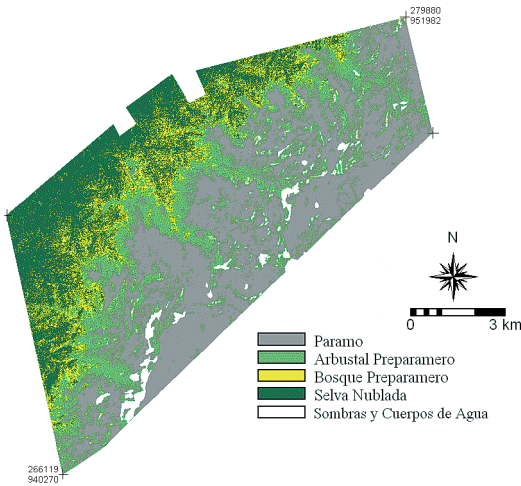 279880
951982
N
0 3 km
Paramo
Arbustal Preparamero
Bosque Preparamero
Selva Nublada
Sombras y Cuerpos de Agua
266119
940270